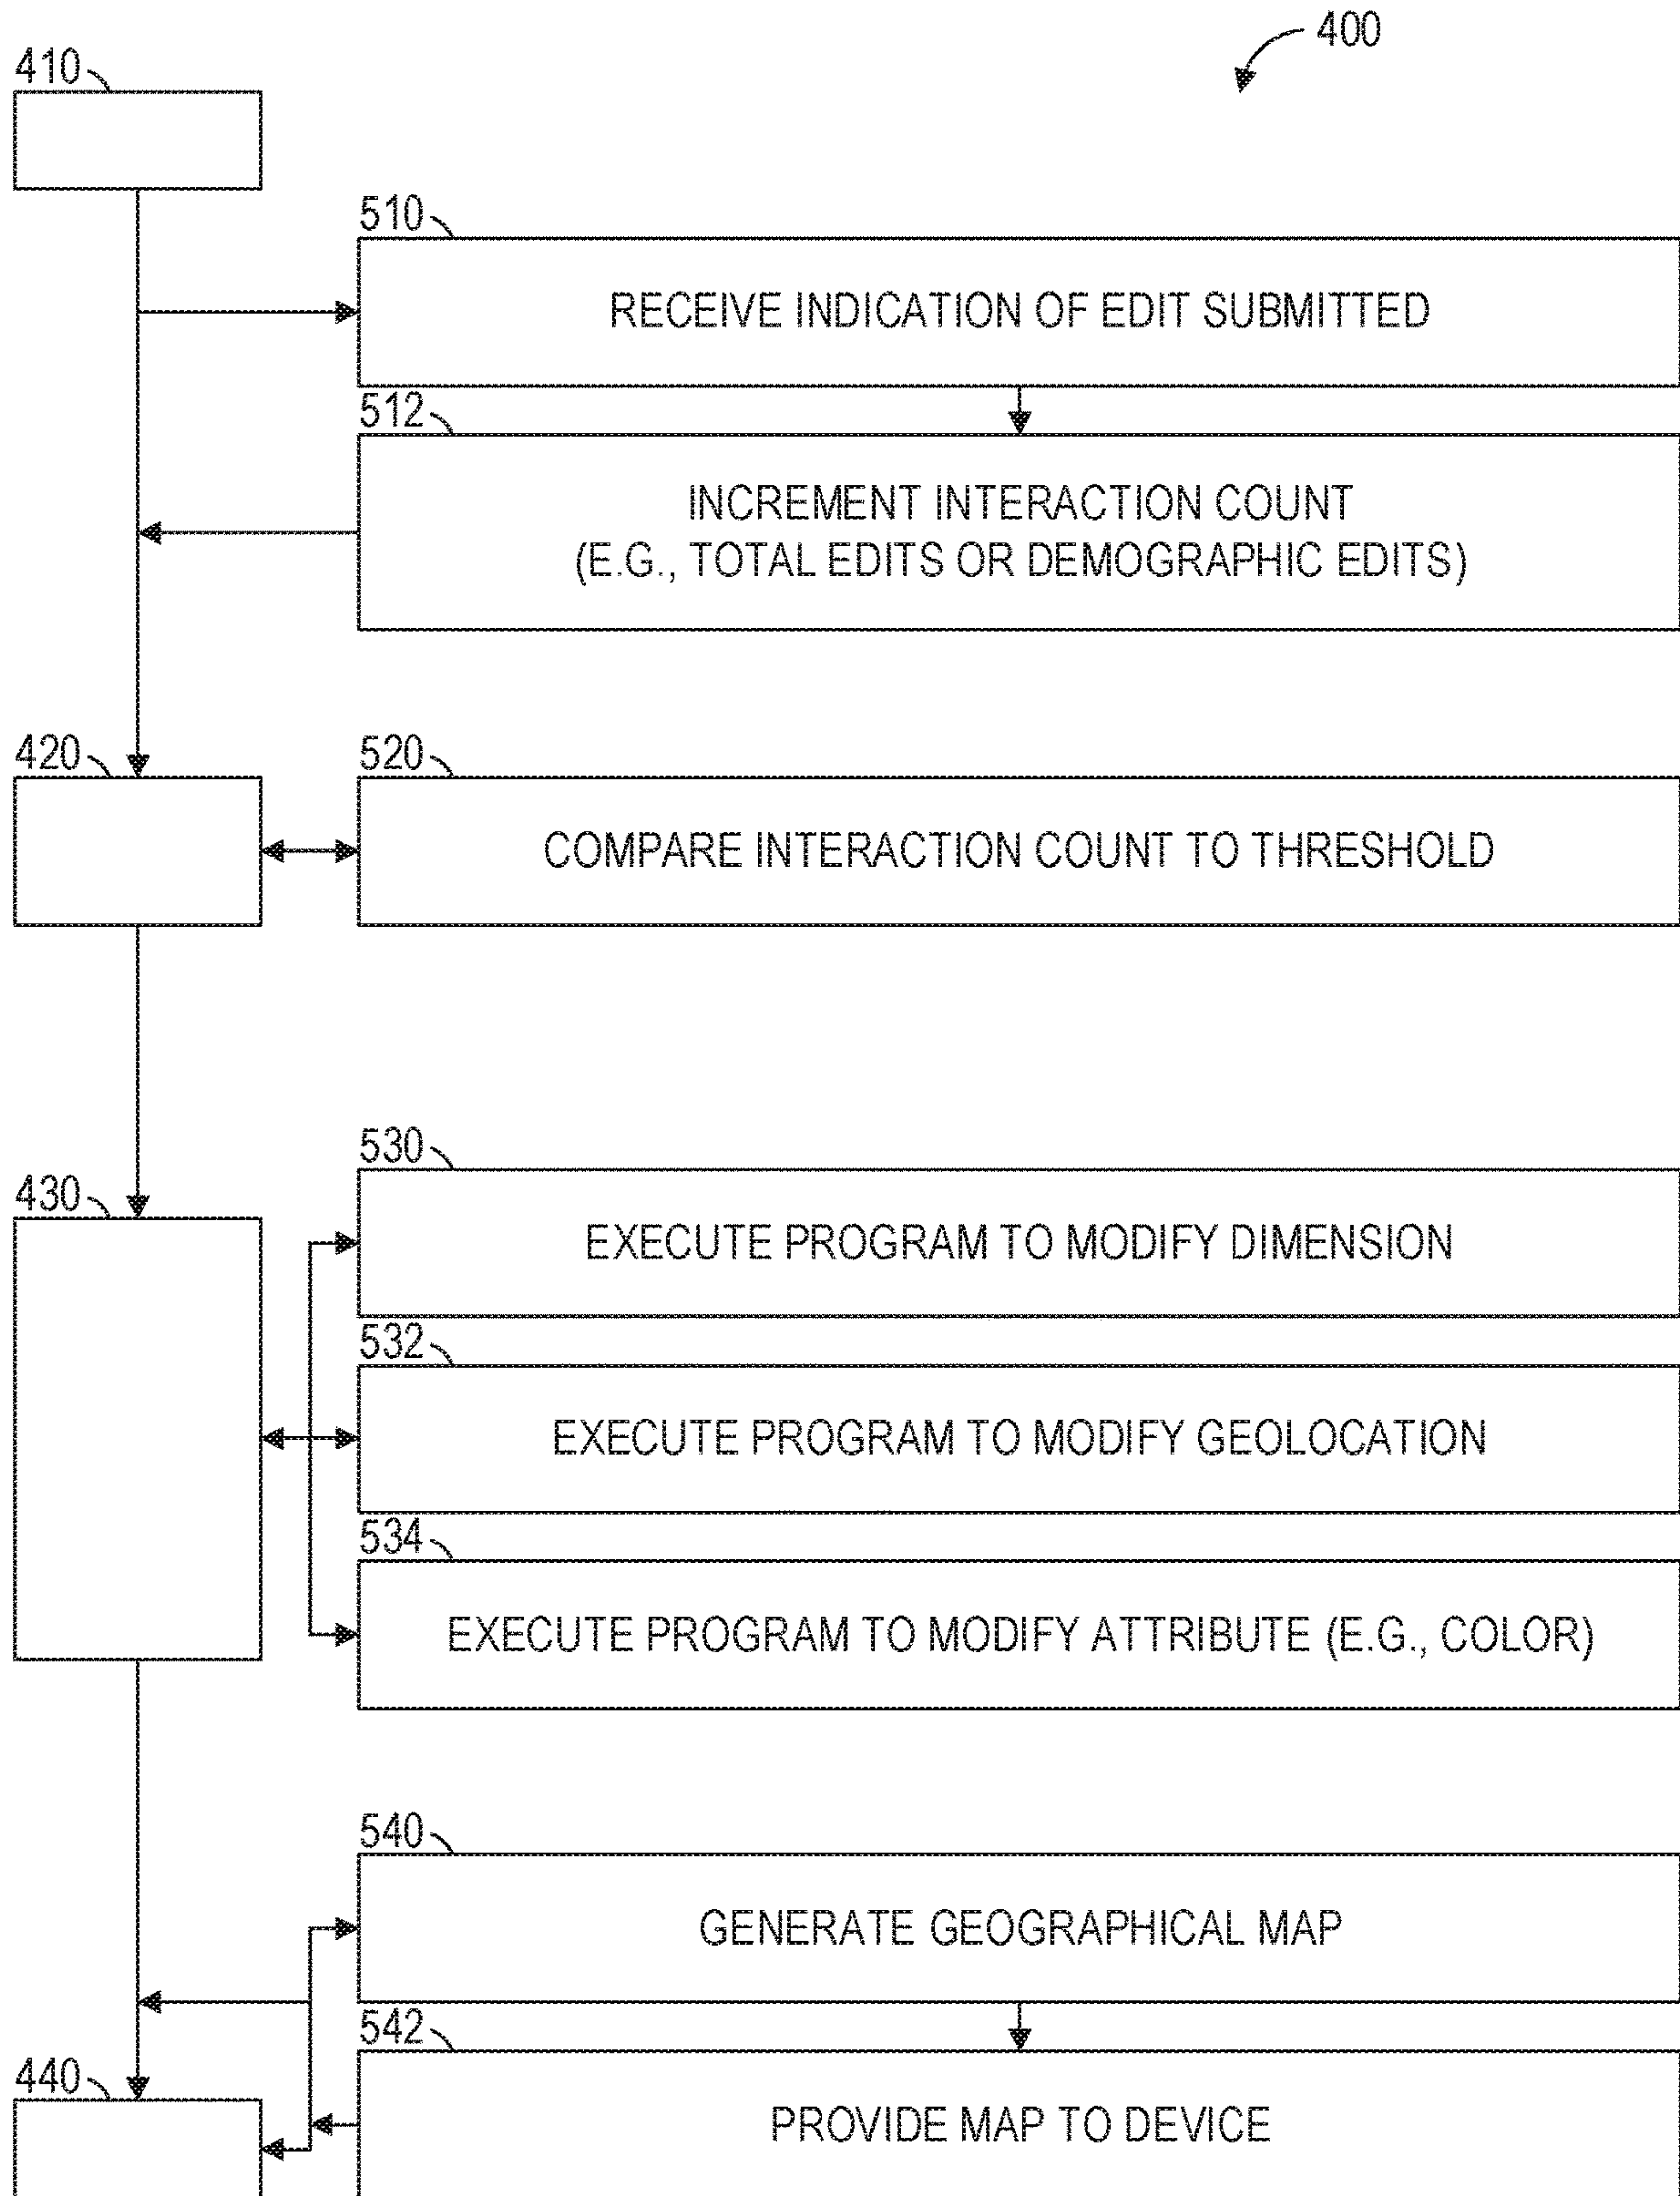 400
410
510
RECEIVE INDICATION OF EDIT SUBMITTED
512
INCREMENT INTERACTION COUNT
(E.G., TOTAL EDITS OR DEMOGRAPHIC EDITS)
420
520
COMPARE INTERACTION COUNT TO THRESHOLD
530
430
EXECUTE PROGRAM TO MODIFY DIMENSION
532
EXECUTE PROGRAM TO MODIFY GEOLOCATION
534
EXECUTE PROGRAM TO MODIFY ATTRIBUTE (E.G., COLOR)
540
GENERATE GEOGRAPHICAL MAP
542
440
PROVIDE MAP TO DEVICE